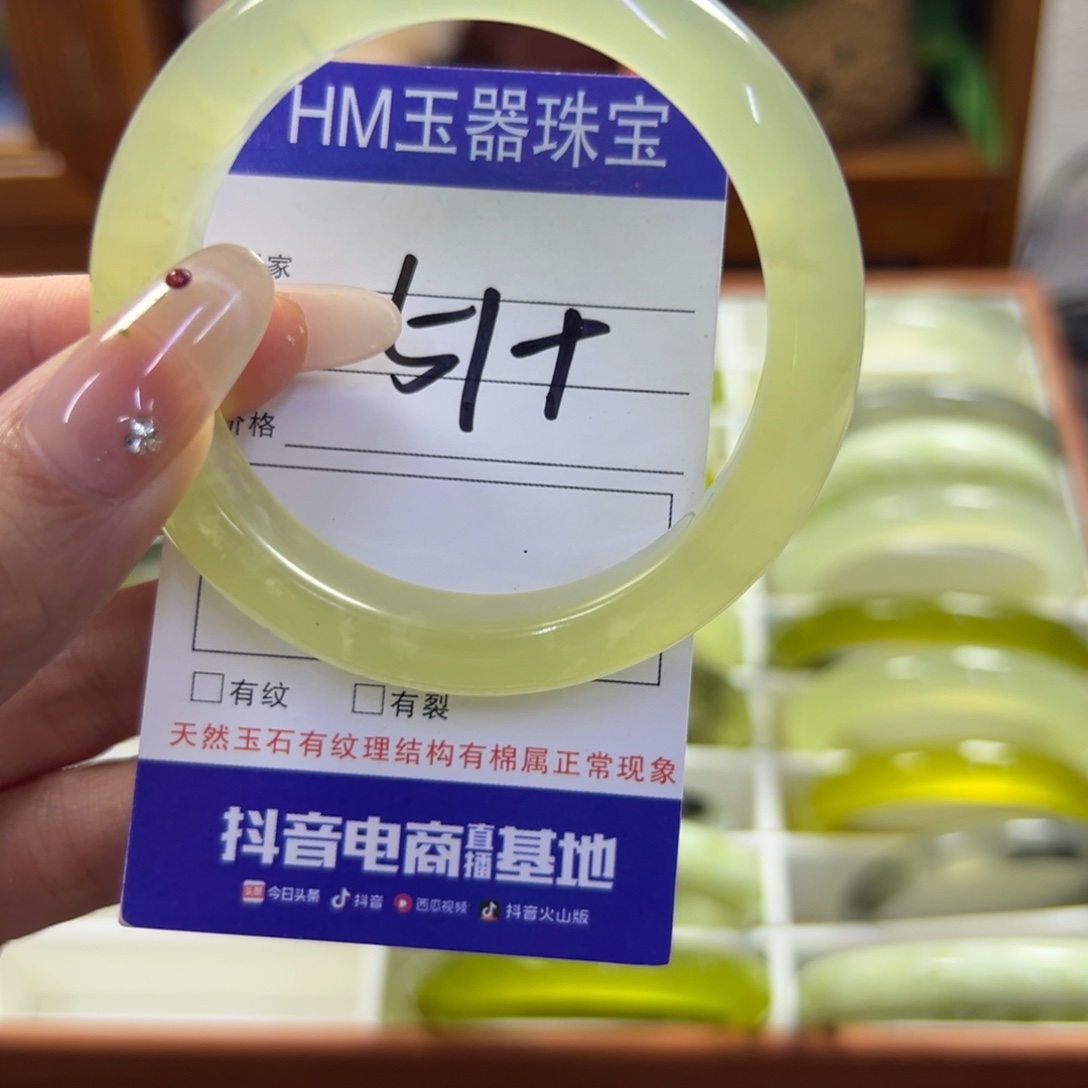 HM玉器珠宝
家
51+
格
□有纹 □有裂
天然玉石有纹理结构有棉属正常现象
抖音电商直播基地
头条 今日头条 抖音 西瓜视频 抖音火山版